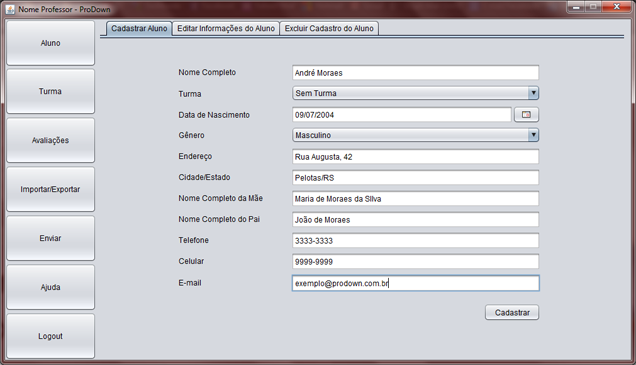 Nome Professor - ProDown
Aluno
Turma
Avaliações
Importar/Exportar
Enviar
Ajuda
Logout
Cadastrar Aluno
Editar Informações do Aluno
Excluir Cadastro do Aluno
Nome Completo André Moraes
Turma Sem Turma
Data de Nascimento 09/07/2004
Gênero Masculino
Endereço Rua Augusta, 42
Cidade/Estado Pelotas/RS
Nome Completo da Mãe Maria de Moraes da SIlva
Nome Completo do Pai João de Moraes
Telefone 3333-3333
Celular 9999-9999
E-mail exemplo@prodown.com.br
Cadastrar